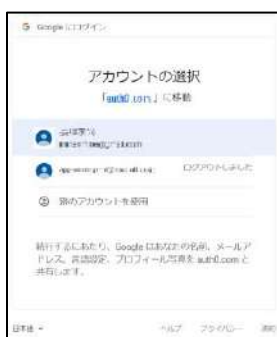 Google にログイン
アカウントの選択
「auth0.com」に移動
ログアウトしました
別のアカウントを使用
続行するにあたり、Google はあなたの名前、メールア
ドレス、言語設定、プロフィール写真を auth0.com と
共有します。
日本語
ヘルプ プライバシー 規約